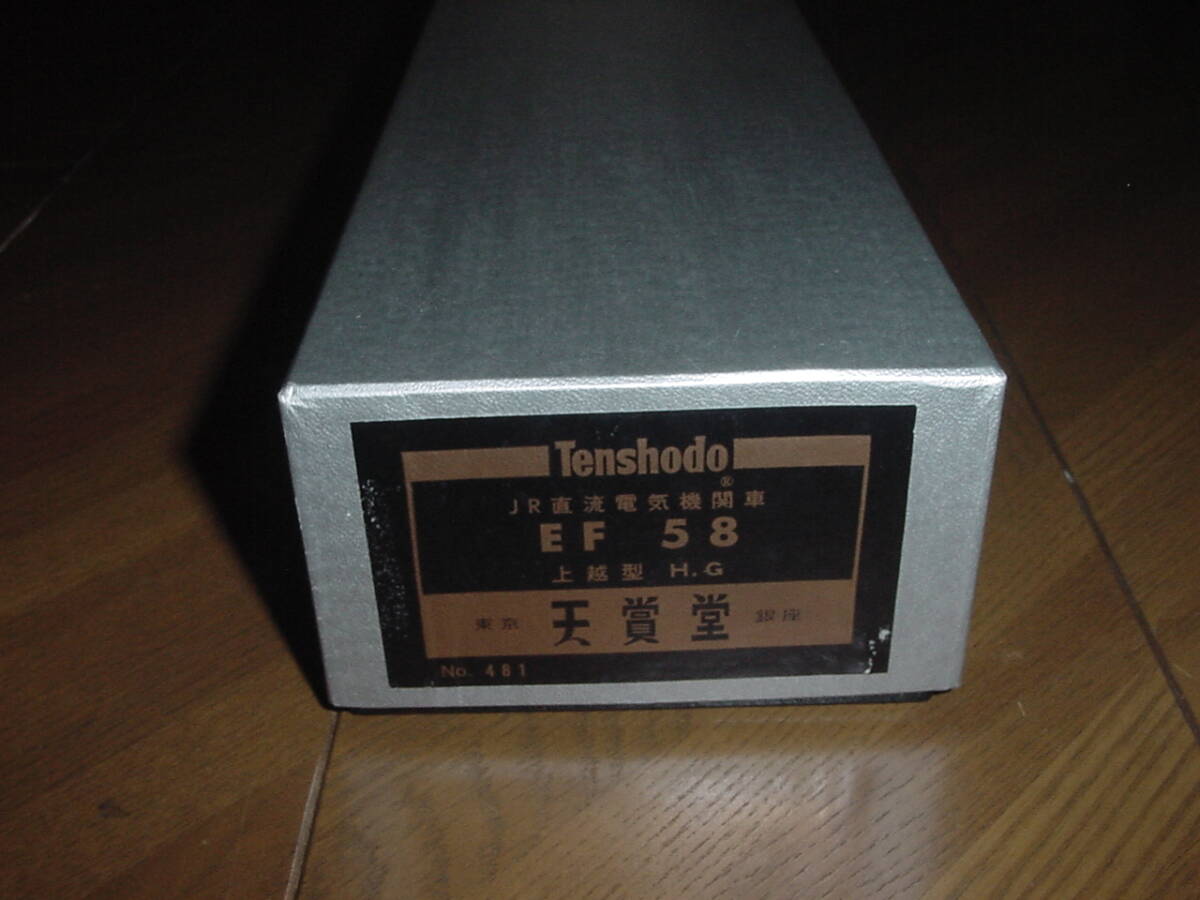 Tenshodo®
JR直流電気機関車
EF 58
上越型 H.G
東京 天賞堂 銀座
No. 481